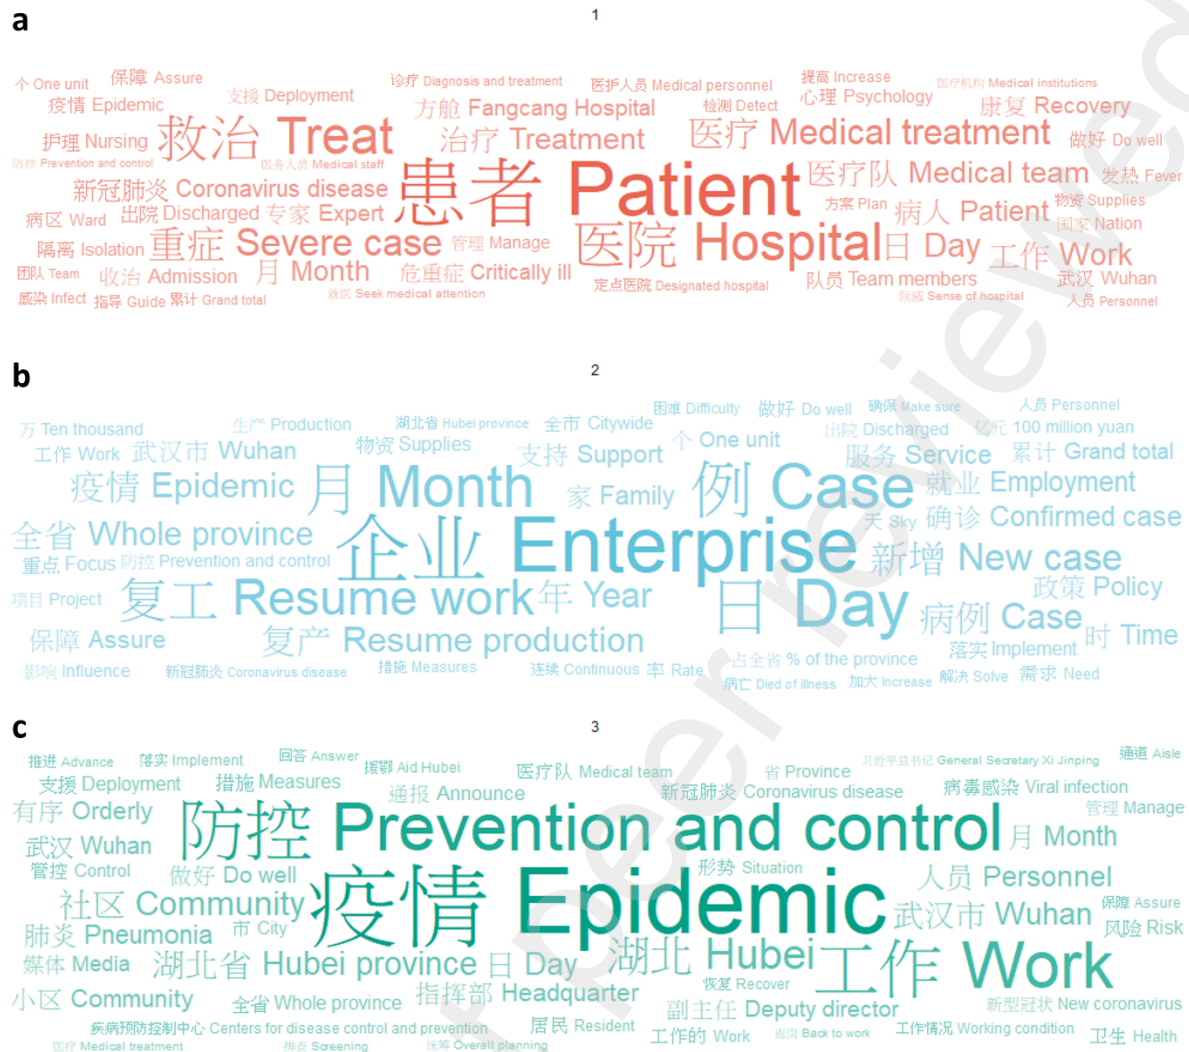 a
1
个 One unit 保障 Assure 诊疗 Diagnosis and treatment 医护人员 Medical personnel 提高 Increase 医疗机构 Medical institutions
疫情 Epidemic 支援 Deployment 方舱 Fangcang Hospital 检测 Detect 心理 Psychology 康复 Recovery
护理 Nursing 救治 Treat 治疗 Treatment 医疗 Medical treatment 做好 Do well
防控 Prevention and control 医务人员 Medical staff
新冠肺炎 Coronavirus disease 患者 Patient 医疗队 Medical team 发热 Fever
病区 Ward 出院 Discharged 专家 Expert 方案 Plan 病人 Patient 物资 Supplies
国家 Nation
隔离 Isolation 重症 Severe case 管理 Manage 医院 Hospital 日 Day 工作 Work
团队 Team 收治 Admission 月 Month 危重症 Critically ill 定点医院 Designated hospital 队员 Team members 武汉 Wuhan
感染 Infect 指导 Guide 累计 Grand total 就医 Seek medical attention 院感 Sense of hospital 人员 Personnel
b
2
困难 Difficulty 做好 Do well 确保 Make sure 人员 Personnel
万 Ten thousand 生产 Production 湖北省 Hubei province 全市 Citywide 出院 Discharged 亿元 100 million yuan
工作 Work 武汉市 Wuhan 物资 Supplies 支持 Support 个 One unit 服务 Service 累计 Grand total
疫情 Epidemic 月 Month 家 Family 例 Case 就业 Employment
全省 Whole province 企业 Enterprise 天 Sky 确诊 Confirmed case
重点 Focus 防控 Prevention and control 新增 New case
项目 Project 复工 Resume work 年 Year 日 Day 政策 Policy
病例 Case
保障 Assure 复产 Resume production 落实 Implement 时 Time
影响 Influence 新冠肺炎 Coronavirus disease 措施 Measures 连续 Continuous 率 Rate 占全省 % of the province
病亡 Died of illness 加大 Increase 解决 Solve 需求 Need
c
3
推进 Advance 落实 Implement 回答 Answer 援鄂 Aid Hubei 医疗队 Medical team 省 Province 习近平总书记 General Secretary Xi Jinping 通道 Aisle
支援 Deployment 措施 Measures 通报 Announce 新冠肺炎 Coronavirus disease 病毒感染 Viral infection
有序 Orderly 防控 Prevention and control 管理 Manage
武汉 Wuhan 月 Month
管控 Control 做好 Do well 形势 Situation 人员 Personnel
社区 Community 疫情 Epidemic 武汉市 Wuhan 保障 Assure
肺炎 Pneumonia 市 City 风险 Risk
媒体 Media 湖北省 Hubei province 日 Day 湖北 Hubei 工作 Work
小区 Community 全省 Whole province 指挥部 Headquarter 恢复 Recover 副主任 Deputy director 新型冠状 New coronavirus
疾病预防控制中心 Centers for disease control and prevention 居民 Resident 工作的 Work 返岗 Back to work 工作情况 Working condition 卫生 Health
医疗 Medical treatment 排查 Screening 统筹 Overall planning
t peer reviewed